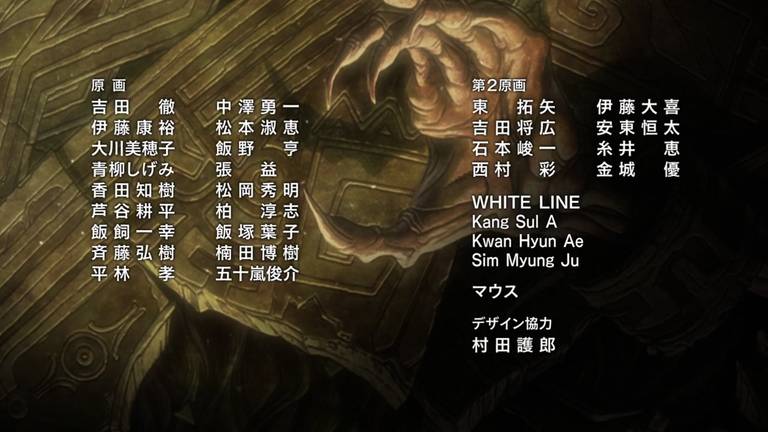 原画
吉田 徹 中澤勇一
伊藤康裕 松本淑恵
大川美穂子 飯野 亨
青柳しげみ 張 益
香田知樹 松岡秀明
芦谷耕平 柏 淳志
飯飼一幸 飯塚葉子
斉藤弘樹 楠田博樹
平林 孝 五十嵐俊介
第2原画
東 拓矢 伊藤大喜
吉田将広 安東恒太
石本峻一 糸井 恵
西村 彩 金城 優
WHITE LINE
Kang Sul A
Kwan Hyun Ae
Sim Myung Ju
マウス
デザイン協力
村田護郎